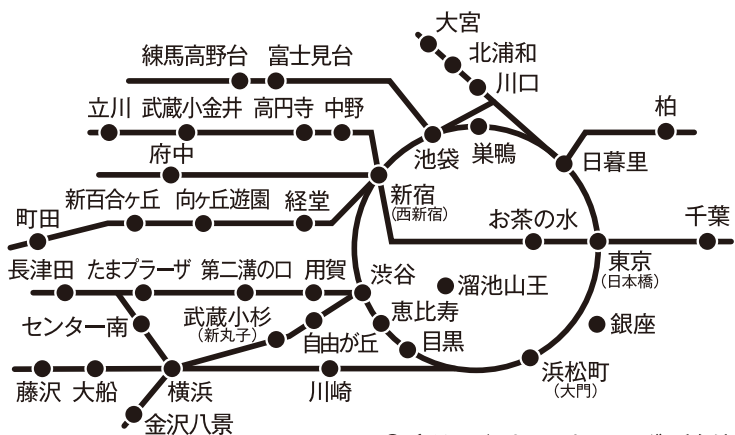 大宮
北浦和
川口
練馬高野台
富士見台
立川
武蔵小金井
高円寺
中野
柏
池袋
巣鴨
日暮里
府中
新宿
(西新宿)
新百合ヶ丘
向ヶ丘遊園
経堂
町田
お茶の水
千葉
東京
(日本橋)
長津田
たまプラーザ
第二溝の口
用賀
渋谷
溜池山王
センター南
武蔵小杉
(新丸子)
自由が丘
恵比寿
目黒
銀座
藤沢
大船
横浜
川崎
浜松町
(大門)
金沢八景